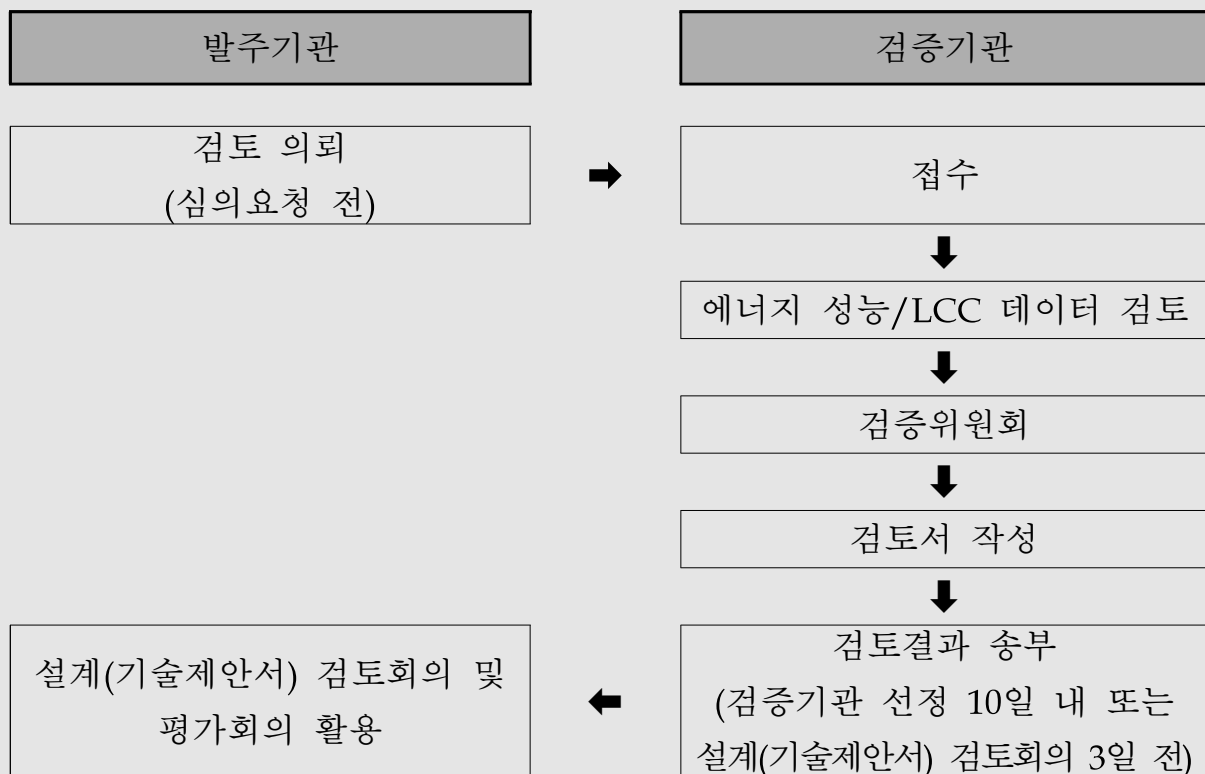 발주기관
검증기관
검토 의뢰
(심의요청 전)
접수
에너지 성능/LCC 데이터 검토
검증위원회
검토서 작성
설계(기술제안서) 검토회의 및
평가회의 활용
검토결과 송부
(검증기관 선정 10일 내 또는
설계(기술제안서) 검토회의 3일 전)